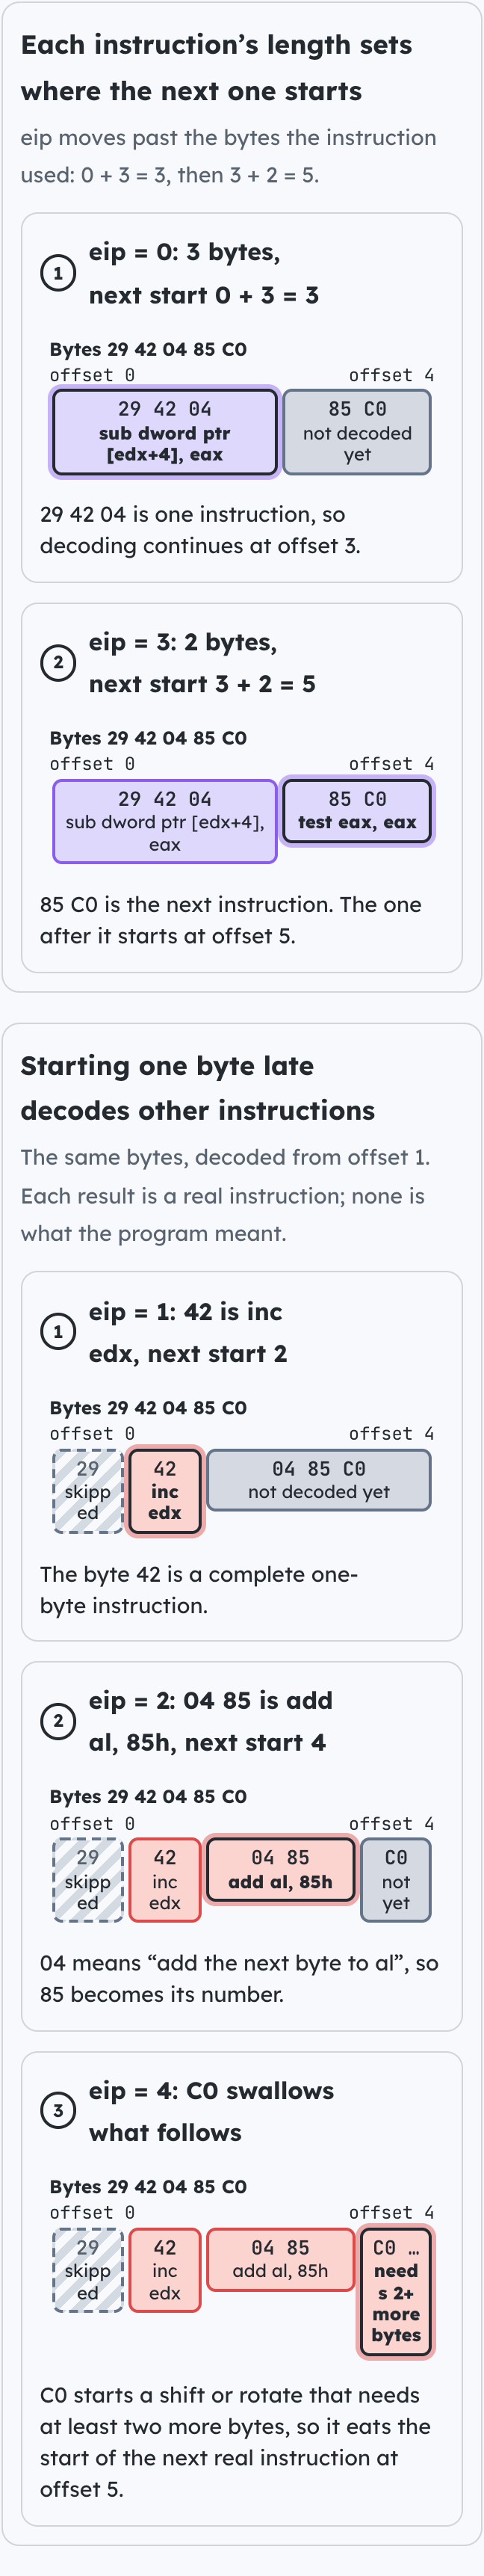 Each instruction’s length sets
where the next one starts
eip moves past the bytes the instruction
used: 0 + 3 = 3, then 3 + 2 = 5.
1
eip = 0: 3 bytes,
next start 0 + 3 = 3
Bytes 29 42 04 85 C0
offset 0 offset 4
29 42 04
sub dword ptr
[edx+4], eax
85 C0
not decoded
yet
29 42 04 is one instruction, so
decoding continues at offset 3.
2
eip = 3: 2 bytes,
next start 3 + 2 = 5
Bytes 29 42 04 85 C0
offset 0 offset 4
29 42 04
sub dword ptr [edx+4],
eax
85 C0
test eax, eax
85 C0 is the next instruction. The one
after it starts at offset 5.
Starting one byte late
decodes other instructions
The same bytes, decoded from offset 1.
Each result is a real instruction; none is
what the program meant.
1
eip = 1: 42 is inc
edx, next start 2
Bytes 29 42 04 85 C0
offset 0 offset 4
29
skipp
ed
42
inc
edx
04 85 C0
not decoded yet
The byte 42 is a complete one-
byte instruction.
2
eip = 2: 04 85 is add
al, 85h, next start 4
Bytes 29 42 04 85 C0
offset 0 offset 4
29
skipp
ed
42
inc
edx
04 85
add al, 85h
C0
not
yet
04 means “add the next byte to al”, so
85 becomes its number.
3
eip = 4: C0 swallows
what follows
Bytes 29 42 04 85 C0
offset 0 offset 4
29
skipp
ed
42
inc
edx
04 85
add al, 85h
C0 …
need
s 2+
more
bytes
C0 starts a shift or rotate that needs
at least two more bytes, so it eats the
start of the next real instruction at
offset 5.